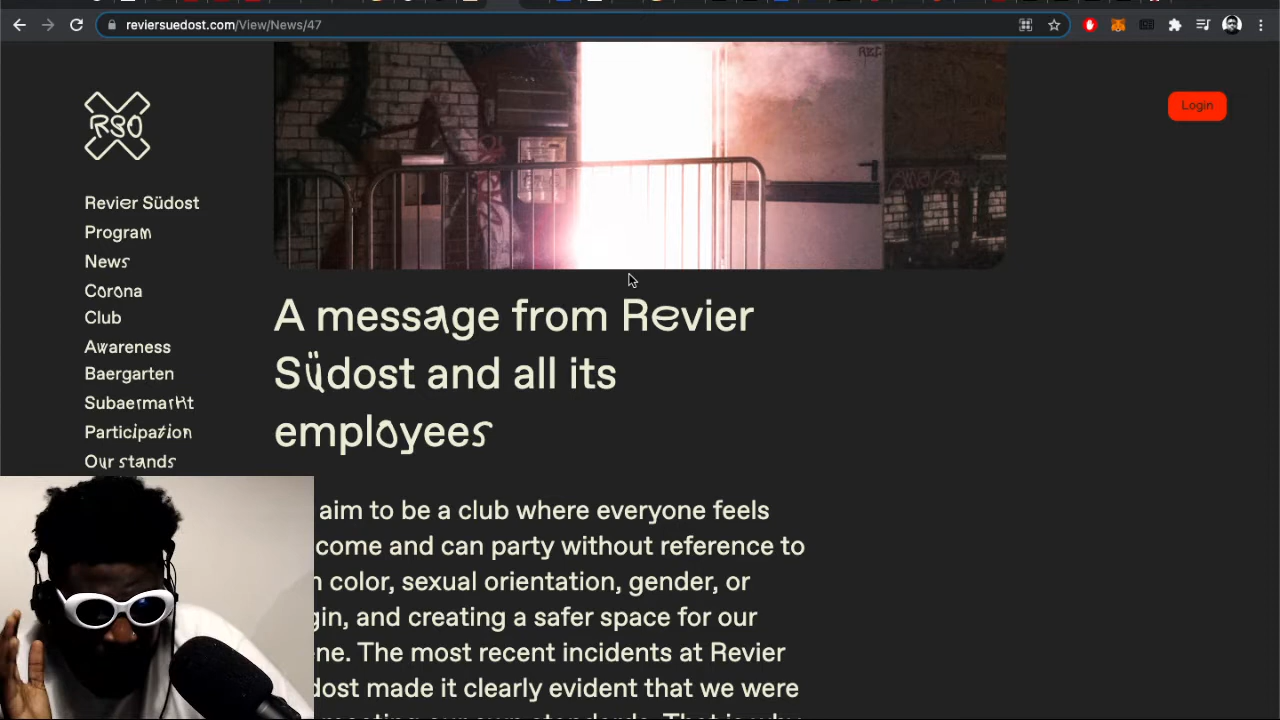 reviersuedost.com/View/News/47
RSO
Login
Revier Südost
Program
News
Corona
Club
Awareness
Baergarten
Subaermarkt
Participation
Our stands
A message from Revier
Südost and all its
employees
aim to be a club where everyone feels
come and can party without reference to
color, sexual orientation, gender, or
gin, and creating a safer space for our
ne. The most recent incidents at Revier
dost made it clearly evident that we were